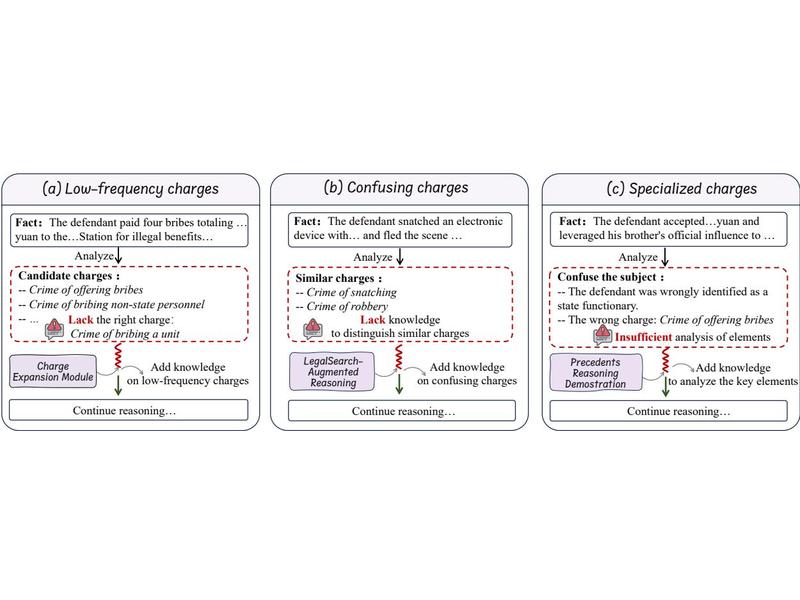 (a) Low-frequency charges
Fact: The defendant paid four bribes totaling …
yuan to the…Station for illegal benefits…
Analyze
Candidate charges :
-- Crime of offering bribes
-- Crime of bribing non-state personnel
-- ...
Lack the right charge:
Crime of bribing a unit
Charge
Expansion Module
Add knowledge
on low-frequency charges
Continue reasoning…
(b) Confusing charges
Fact: The defendant snatched an electronic
device with… and fled the scene …
Analyze
Similar charges :
-- Crime of snatching
-- Crime of robbery
Lack knowledge
to distinguish similar charges
LegalSearch-
Augmented
Reasoning
Add knowledge
on confusing charges
Continue reasoning…
(c) Specialized charges
Fact: The defendant accepted…yuan and
leveraged his brother's official influence to …
Analyze
Confuse the subject :
-- The defendant was wrongly identified as a
state functionary.
-- The wrong charge: Crime of offering bribes
Insufficient analysis of elements
Precedents
Reasoning
Demostration
Add knowledge
to analyze the key elements
Continue reasoning…